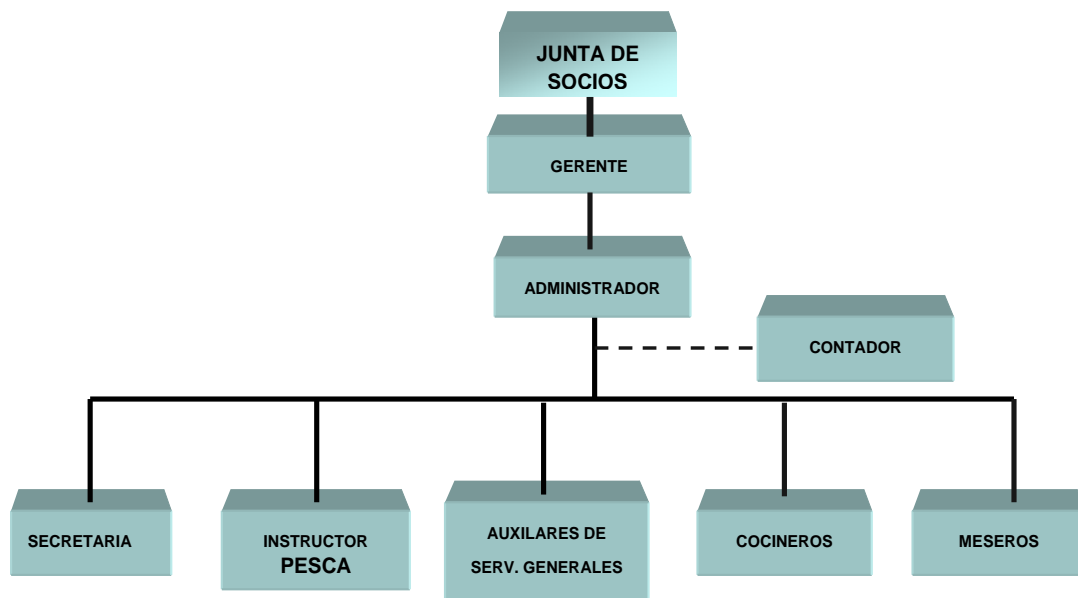 JUNTA DE
SOCIOS
GERENTE
ADMINISTRADOR
CONTADOR
SECRETARIA
INSTRUCTOR
PESCA
AUXILARES DE
SERV. GENERALES
COCINEROS
MESEROS